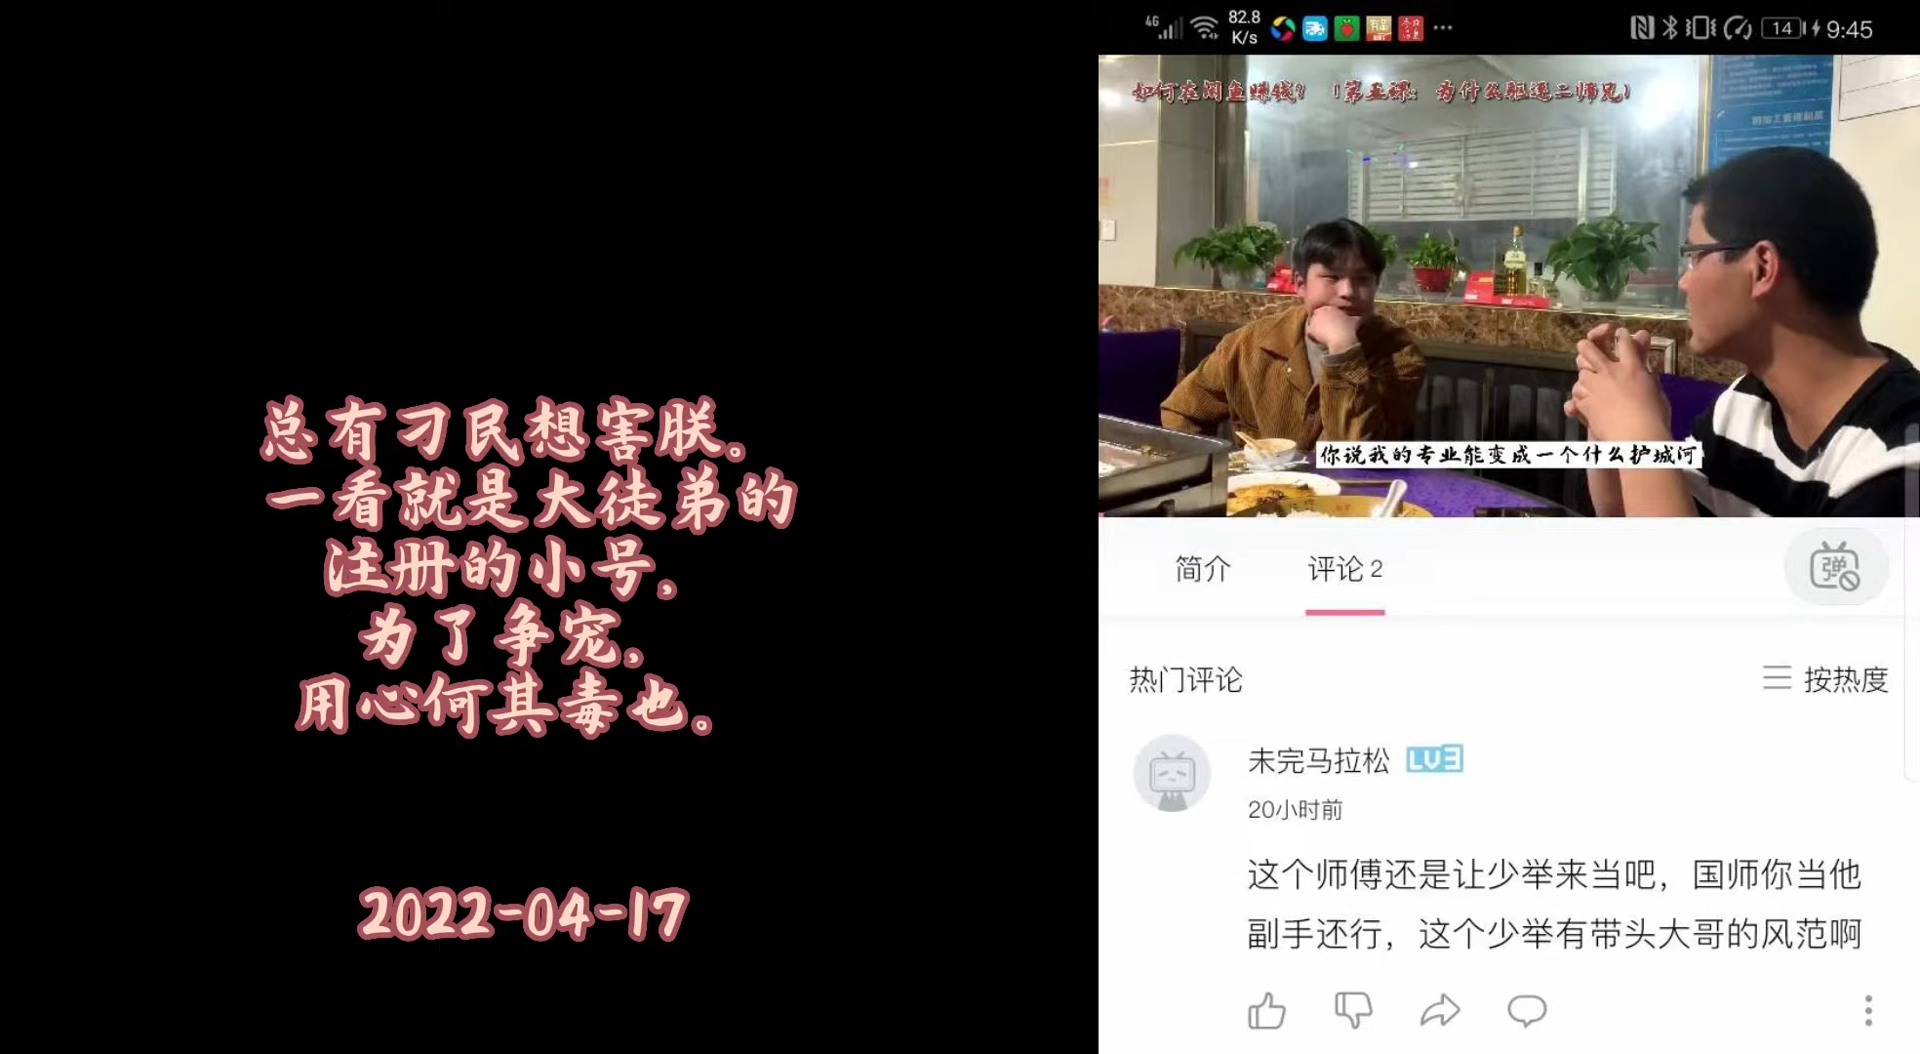 总有刁民想害朕。
一看就是大徒弟的
注册的小号,
为了争宠,
用心何其毒也。
2022-04-17
4G
82.8
K/s
14
9:45
如何在闲鱼赚钱？（第五课：为什么驱逐二师兄）
你说我的专业能变成一个什么护城河
简介
评论 2
弹
热门评论
按热度
未完马拉松 LV3
20小时前
这个师傅还是让少举来当吧，国师你当他
副手还行，这个少举有带头大哥的风范啊